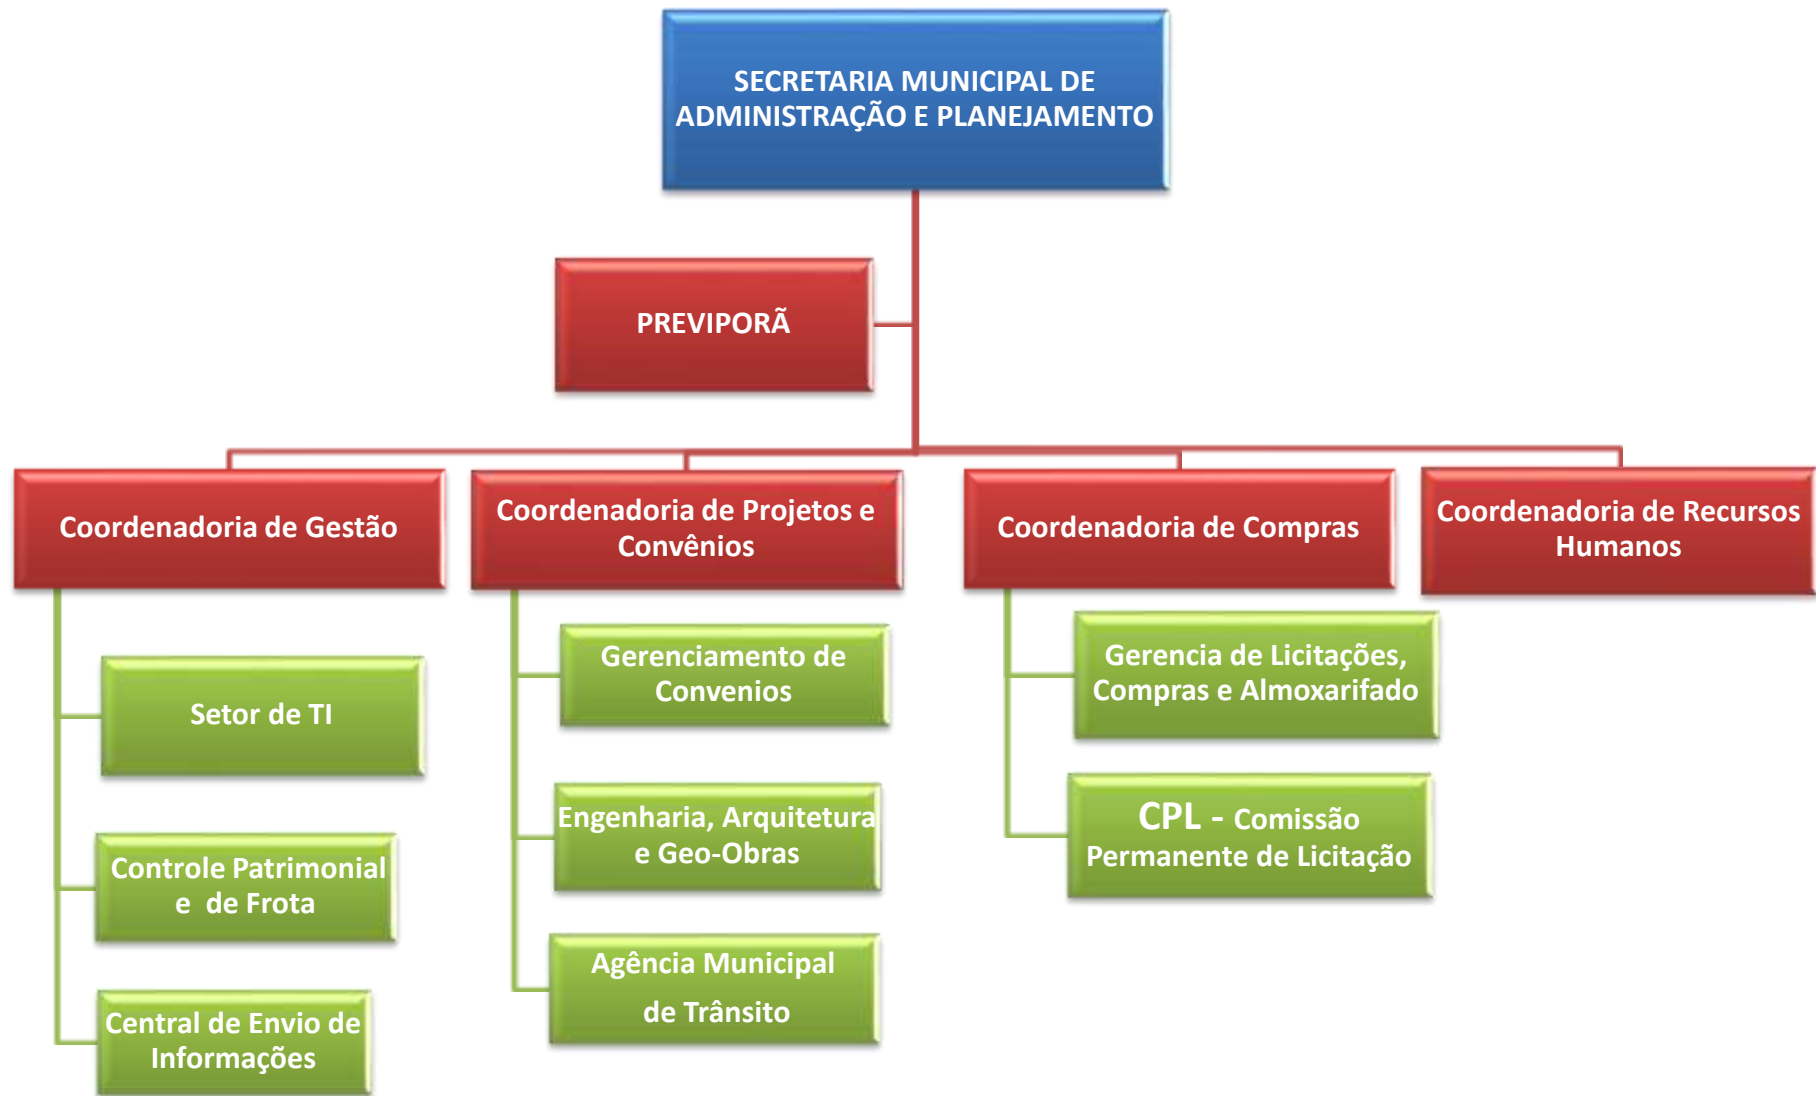 SECRETARIA MUNICIPAL DE
ADMINISTRAÇÃO E PLANEJAMENTO
PREVIPORÃ
Coordenadoria de Gestão
Coordenadoria de Projetos e
Convênios
Coordenadoria de Compras
Coordenadoria de Recursos
Humanos
Setor de TI
Controle Patrimonial
e de Frota
Central de Envio de
Informações
Gerenciamento de
Convenios
Engenharia, Arquitetura
e Geo-Obras
Agência Municipal
de Trânsito
Gerencia de Licitações,
Compras e Almoxarifado
CPL - Comissão
Permanente de Licitação